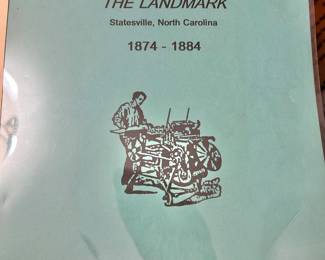 THE LANDMARK
Statesville, North Carolina
1874 - 1884